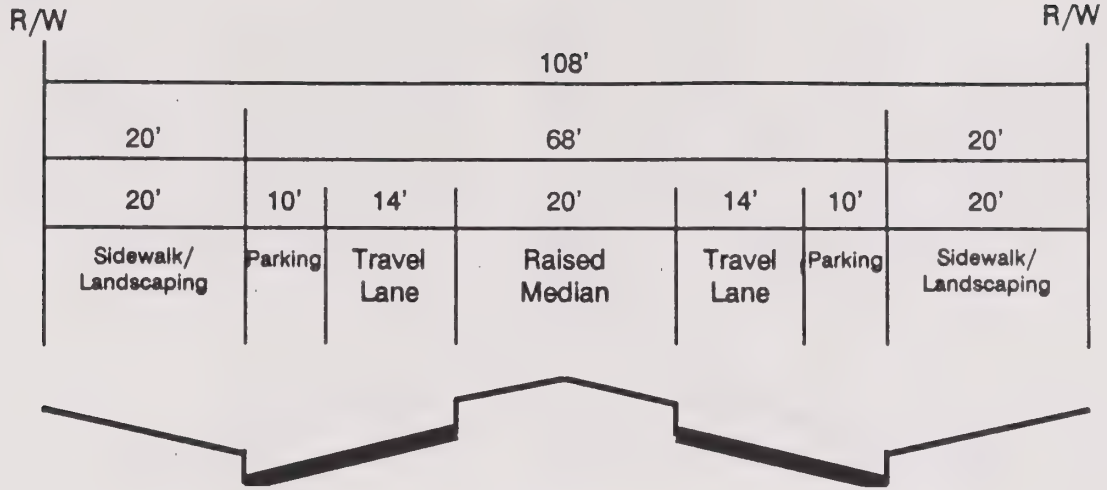 R/W R/W
108'
20' 68' 20'
20' 10' 14' 20' 14' 10' 20'
Sidewalk/ Parking Travel Raised Travel Parking Sidewalk/
Landscaping Lane Median Lane Landscaping